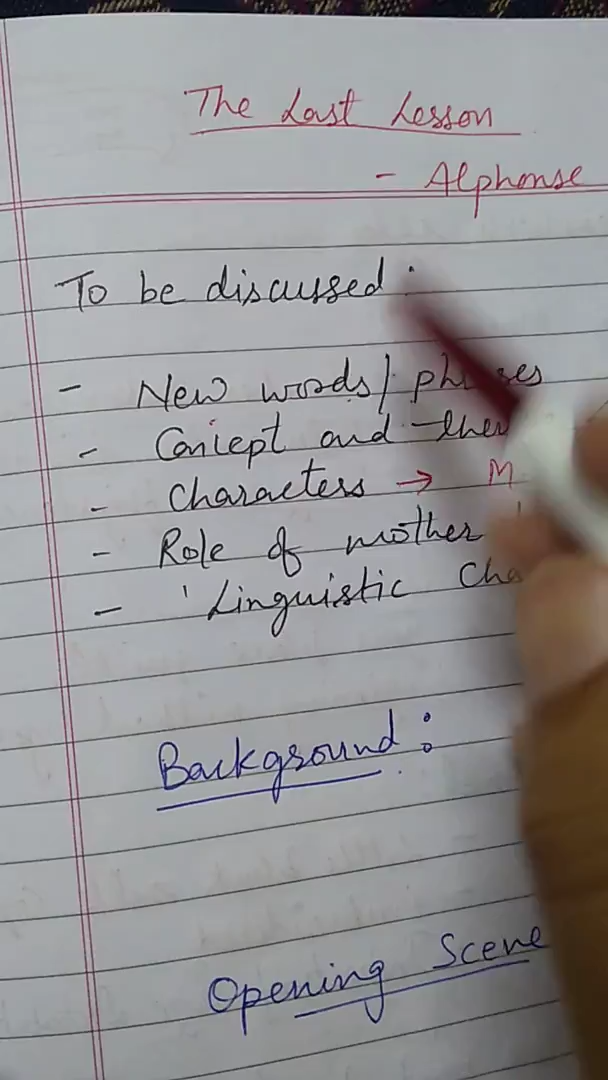 The Last Lesson
- Alphonse
To be discussed :
- New words/
- Concept and
- Characters →
- Role of mother
- 'Linguistic
Background :
Opening Scene